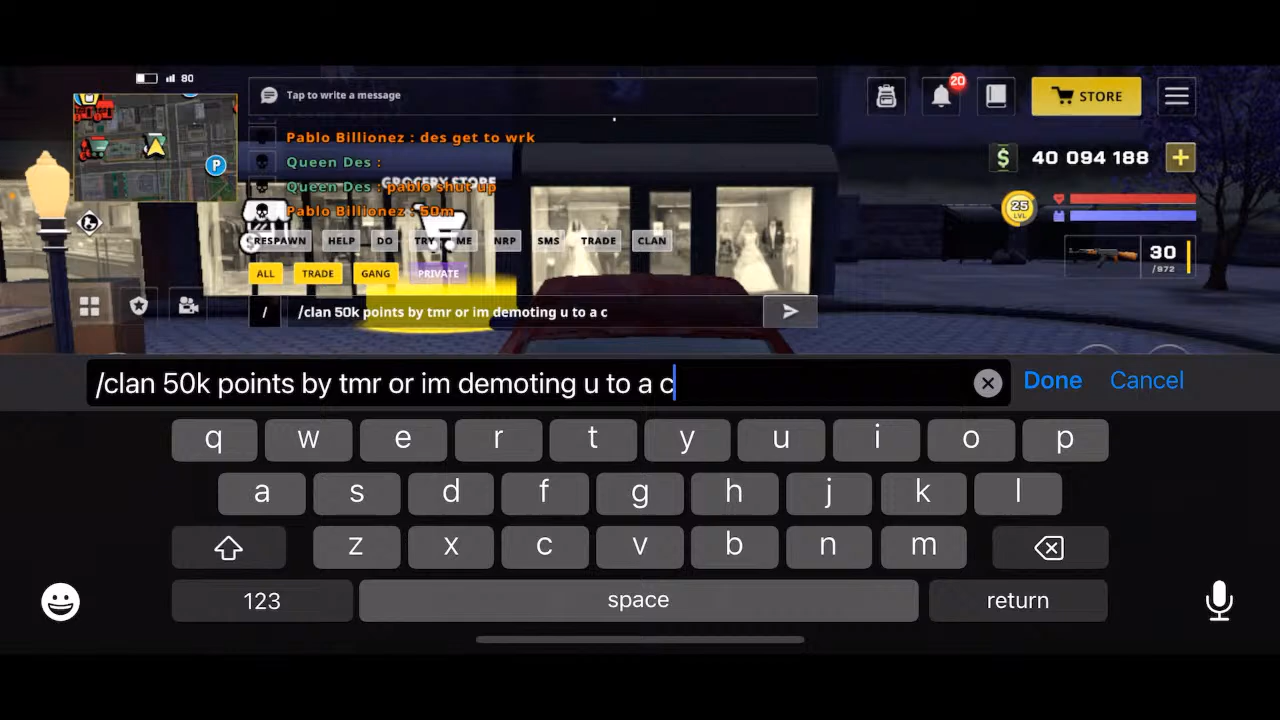 80
Tap to write a message
20
STORE
Pablo Billionez : des get to wrk
Queen Des :
Queen Des : pablo shut up
Pablo Billionez : 50m
GROCERY STORE
P
$ 40 094 188 +
25
LVL
30
/972
RESPAWN HELP DO TRY ME NRP SMS TRADE CLAN
ALL TRADE GANG PRIVATE
/ /clan 50k points by tmr or im demoting u to a c
/clan 50k points by tmr or im demoting u to a c
Done Cancel
q w e r t y u i o p
a s d f g h j k l
z x c v b n m
123 space return